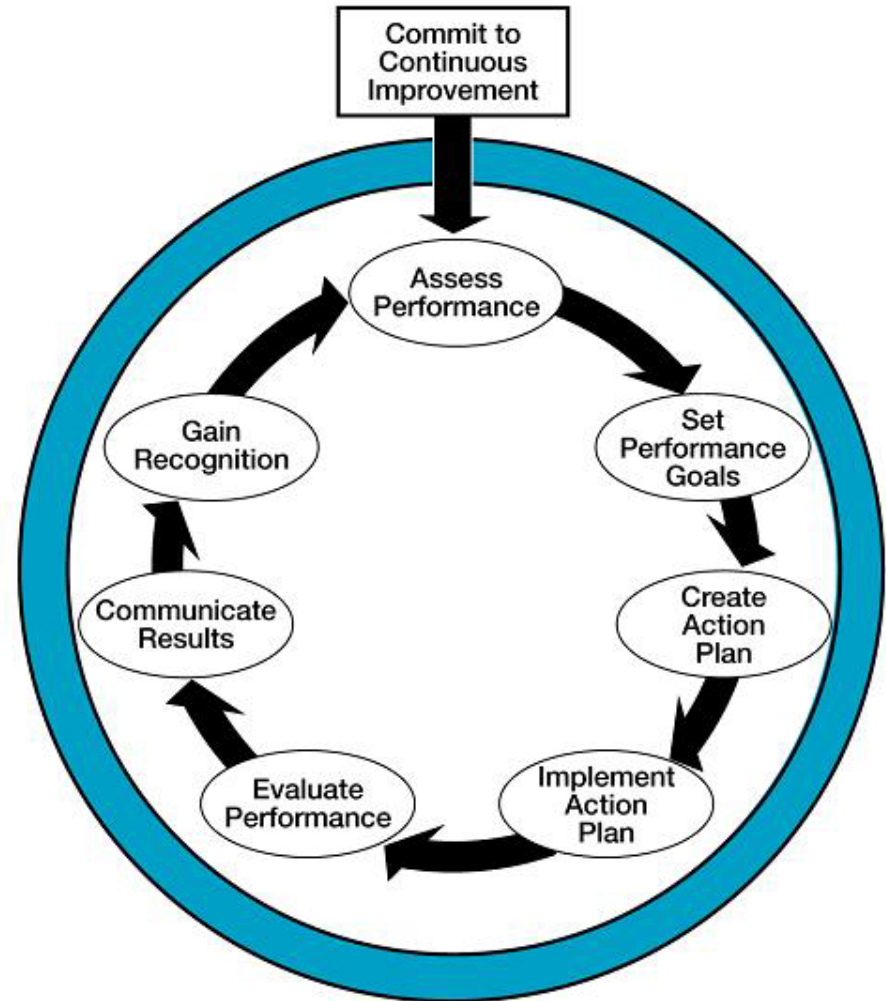 Commit to
Continuous
Improvement
Assess
Performance
Set
Performance
Goals
Create
Action
Plan
Implement
Action
Plan
Evaluate
Performance
Communicate
Results
Gain
Recognition